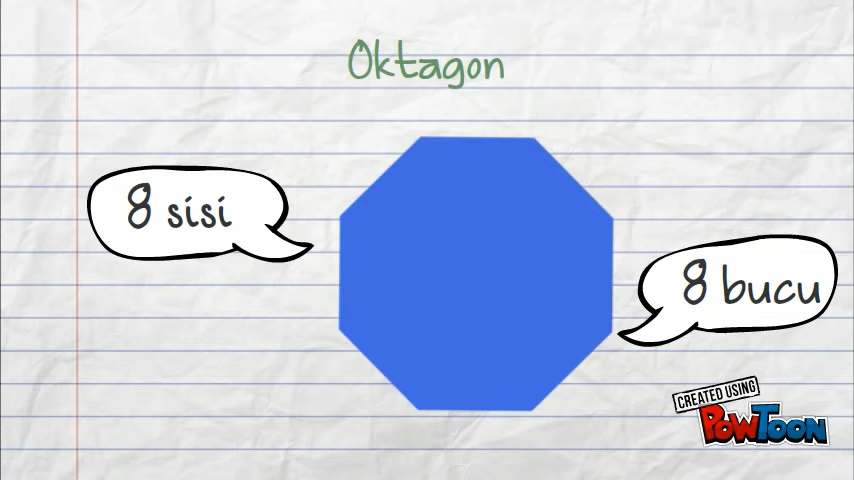 Oktagon
8 sisi
8 bucu
CREATED USING
POWTOON